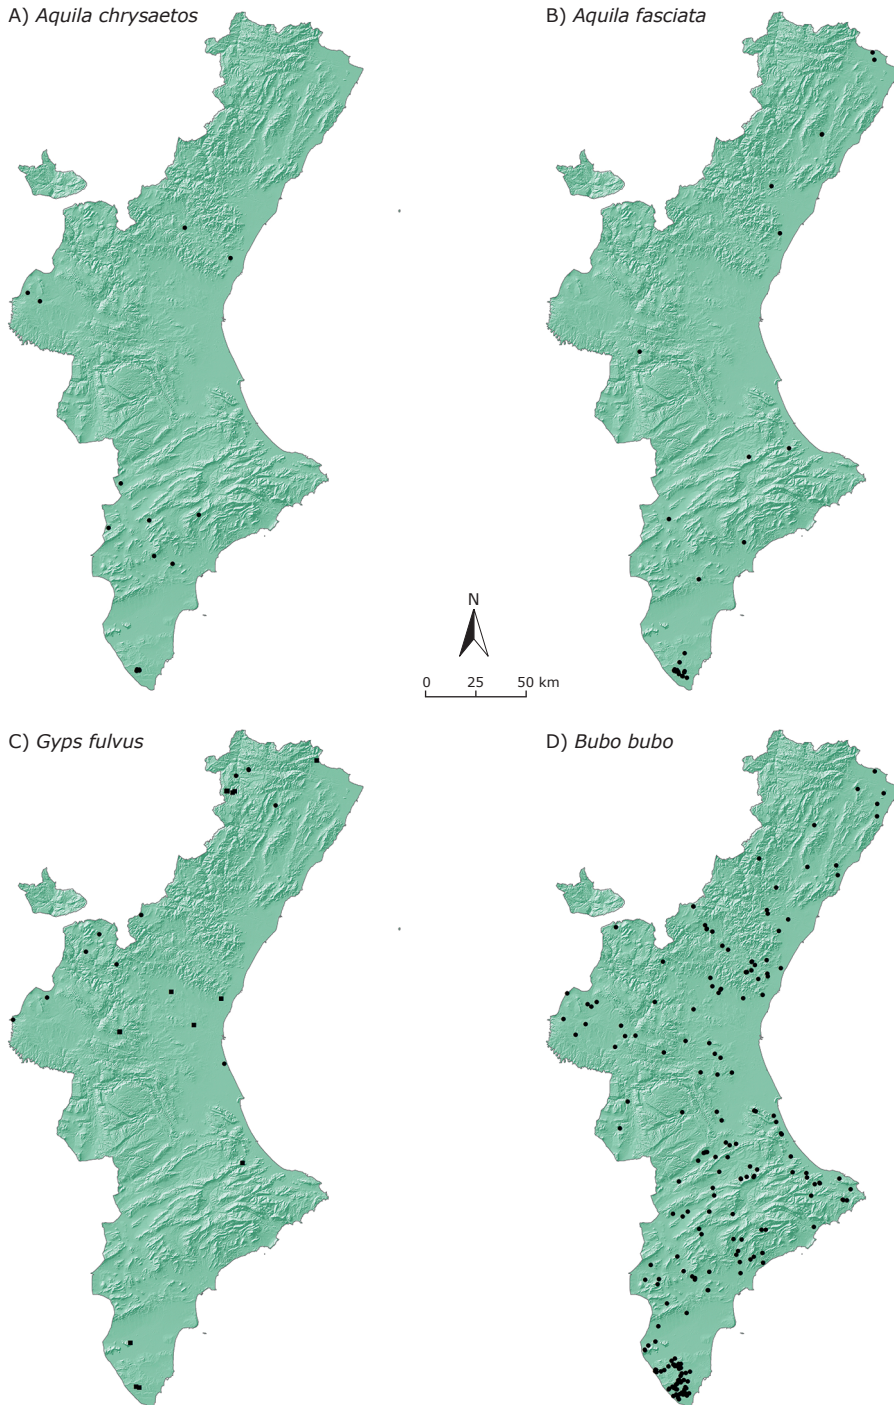 A) Aquila chrysaetos
B) Aquila fasciata
N
0 25 50 km
C) Gyps fulvus
D) Bubo bubo